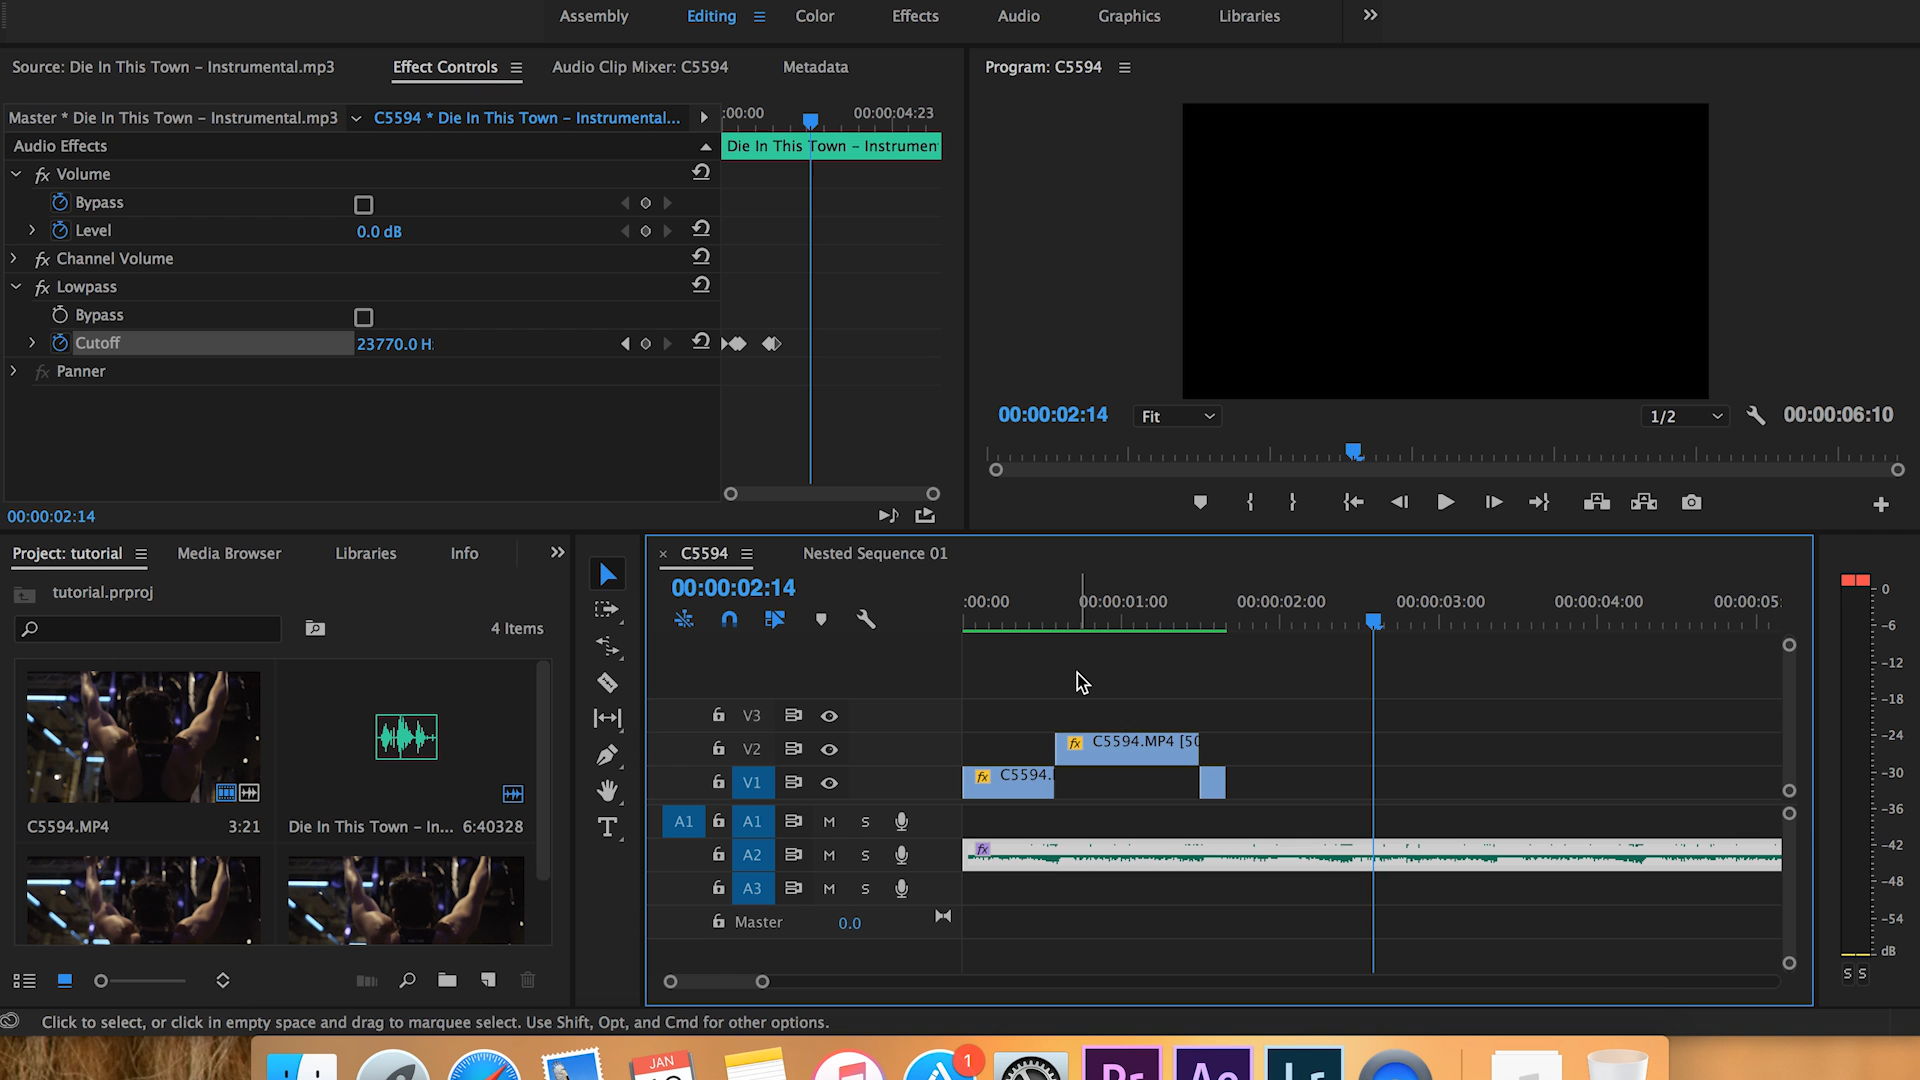 Assembly Editing Color Effects Audio Graphics Libraries
Source: Die In This Town – Instrumental.mp3 Effect Controls Audio Clip Mixer: C5594 Metadata
Program: C5594
Master * Die In This Town – Instrumental.mp3 C5594 * Die In This Town – Instrumental... :00:00 00:00:04:23
Audio Effects Die In This Town – Instrumen
fx Volume
Bypass
Level 0.0 dB
fx Channel Volume
fx Lowpass
Bypass
Cutoff 23770.0 H
fx Panner
00:00:02:14 Fit 1/2 00:00:06:10
00:00:02:14
Project: tutorial Media Browser Libraries Info
tutorial.prproj
4 Items
C5594.MP4 3:21 Die In This Town – In... 6:40328
C5594 Nested Sequence 01
00:00:02:14
:00:00 00:00:01:00 00:00:02:00 00:00:03:00 00:00:04:00 00:00:05:
V3
V2 fx C5594.MP4 [50
V1 fx C5594.
A1 A1 M S
A2 M S fx
A3 M S
Master 0.0
0
-6
-12
-18
-24
-30
-36
-42
-48
-54
dB
S S
Click to select, or click in empty space and drag to marquee select. Use Shift, Opt, and Cmd for other options.
JAN
1
Pr Ae Lr